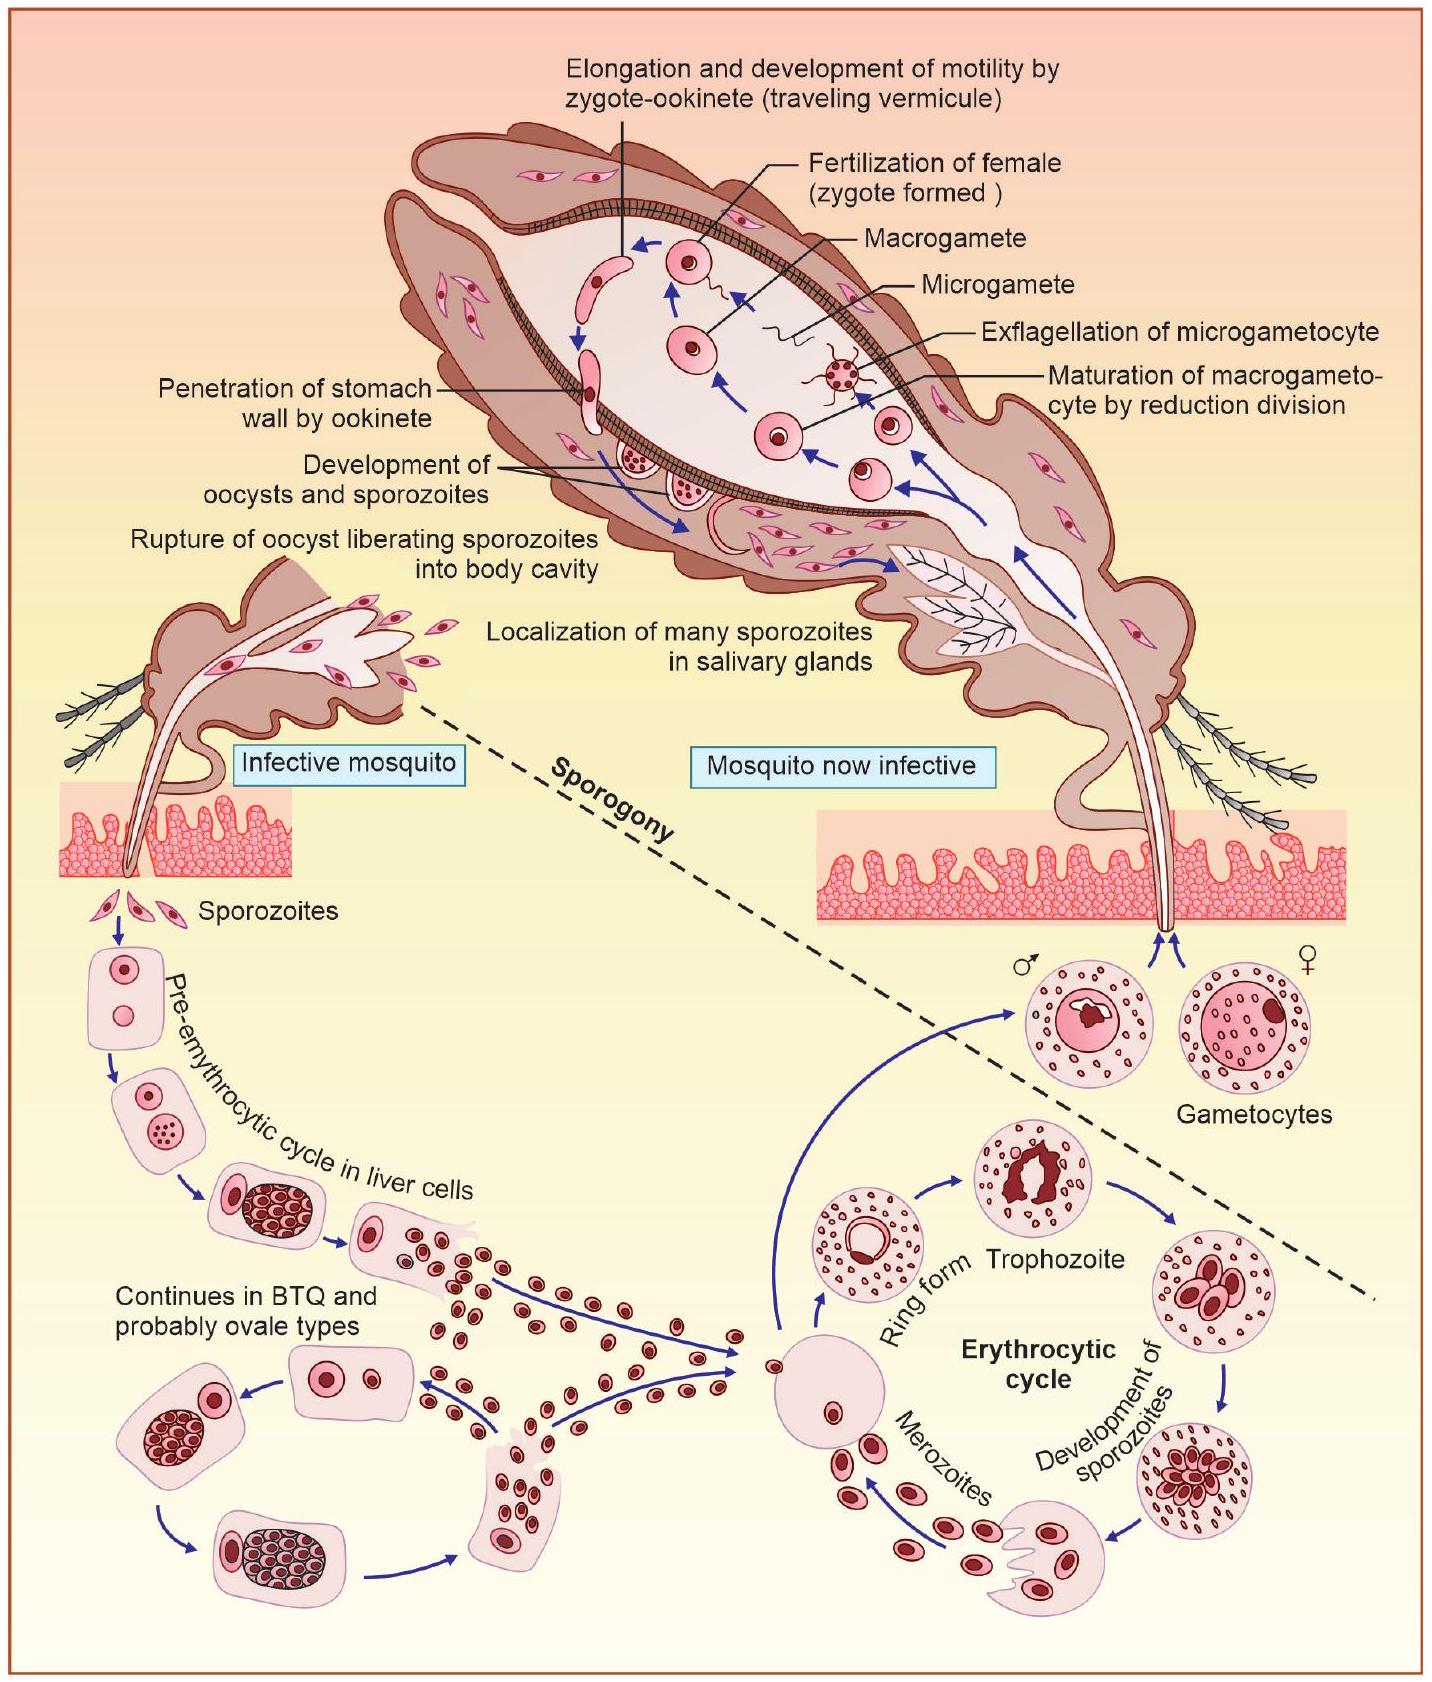 Elongation and development of motility by
zygote-ookinete (traveling vermicule)
Fertilization of female
(zygote formed )
Macrogamete
Microgamete
Exflagellation of microgametocyte
Maturation of macrogameto-
cyte by reduction division
Penetration of stomach
wall by ookinete
Development of
oocysts and sporozoites
Rupture of oocyst liberating sporozoites
into body cavity
Localization of many sporozoites
in salivary glands
Infective mosquito
Mosquito now infective
Sporogony
Sporozoites
♂
♀
Gametocytes
Pre-emythrocytic cycle in liver cells
Continues in BTQ and
probably ovale types
Ring form
Trophozoite
Erythrocytic
cycle
Development of
sporozoites
Merozoites